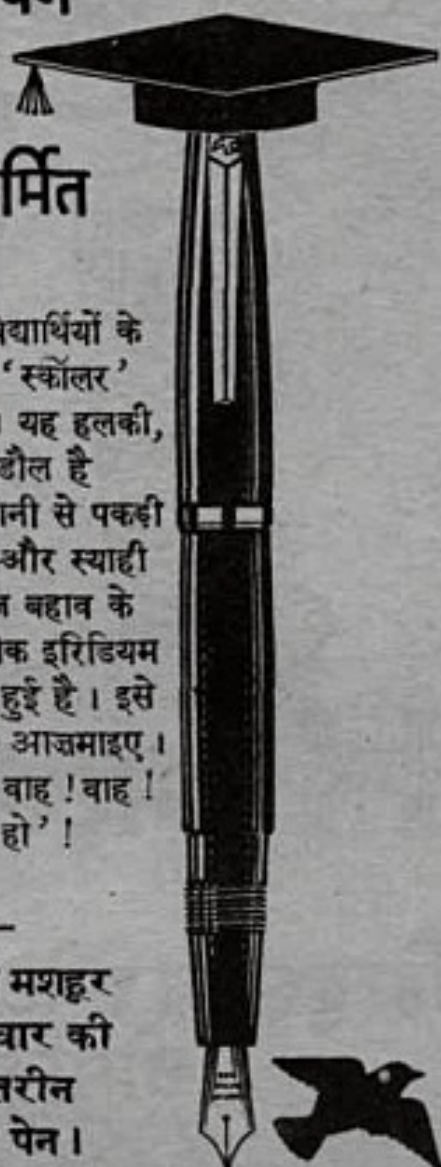 र्मित
विद्यार्थियों के
'स्कॉलर'
यह हलकी,
डौल है
नी से पकड़ी
और स्याही
बहाव के
इरिडियम
हुई है । इसे
आज़माइए ।
वाह ! वाह !
हो' !
मशहूर
वार की
तरीन
पेन ।